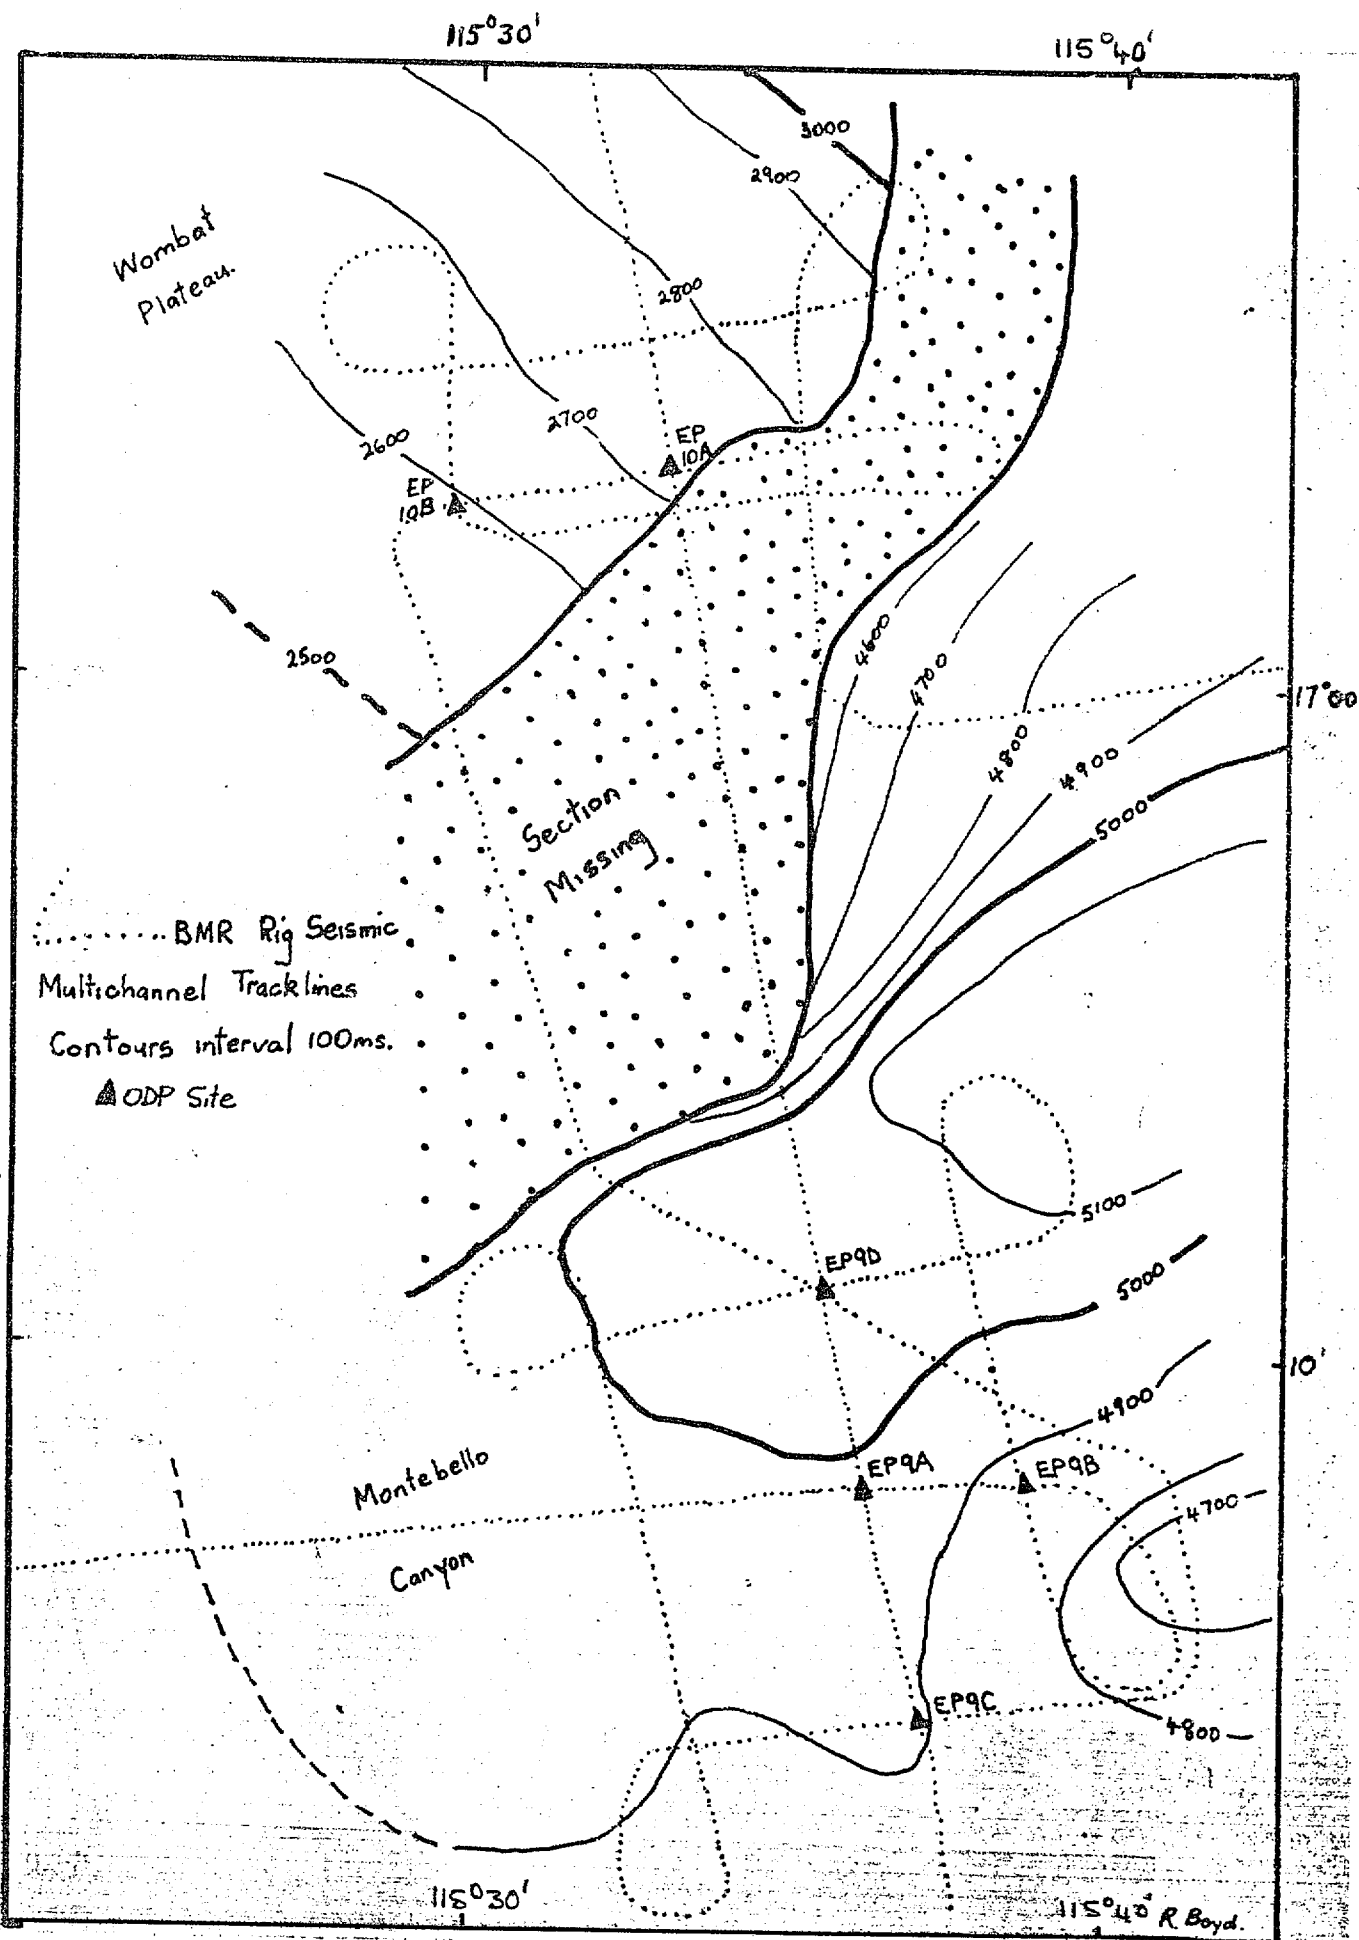 115°30'
115°40'
3000
2900
Wombat
Plateau.
2800
2700
2600
EP
10A
EP
10B
2500
4600
4700
17°00
4800
4900
5000
Section
Missing
BMR Rig Seismic
Multichannel Tracklines
Contours interval 100ms.
ODP Site
5100
EP9D
5000
10'
4900
Montebello
EP9A
EP9B
4700
Canyon
EP9C
4800
115°30'
115°40'
R Boyd.